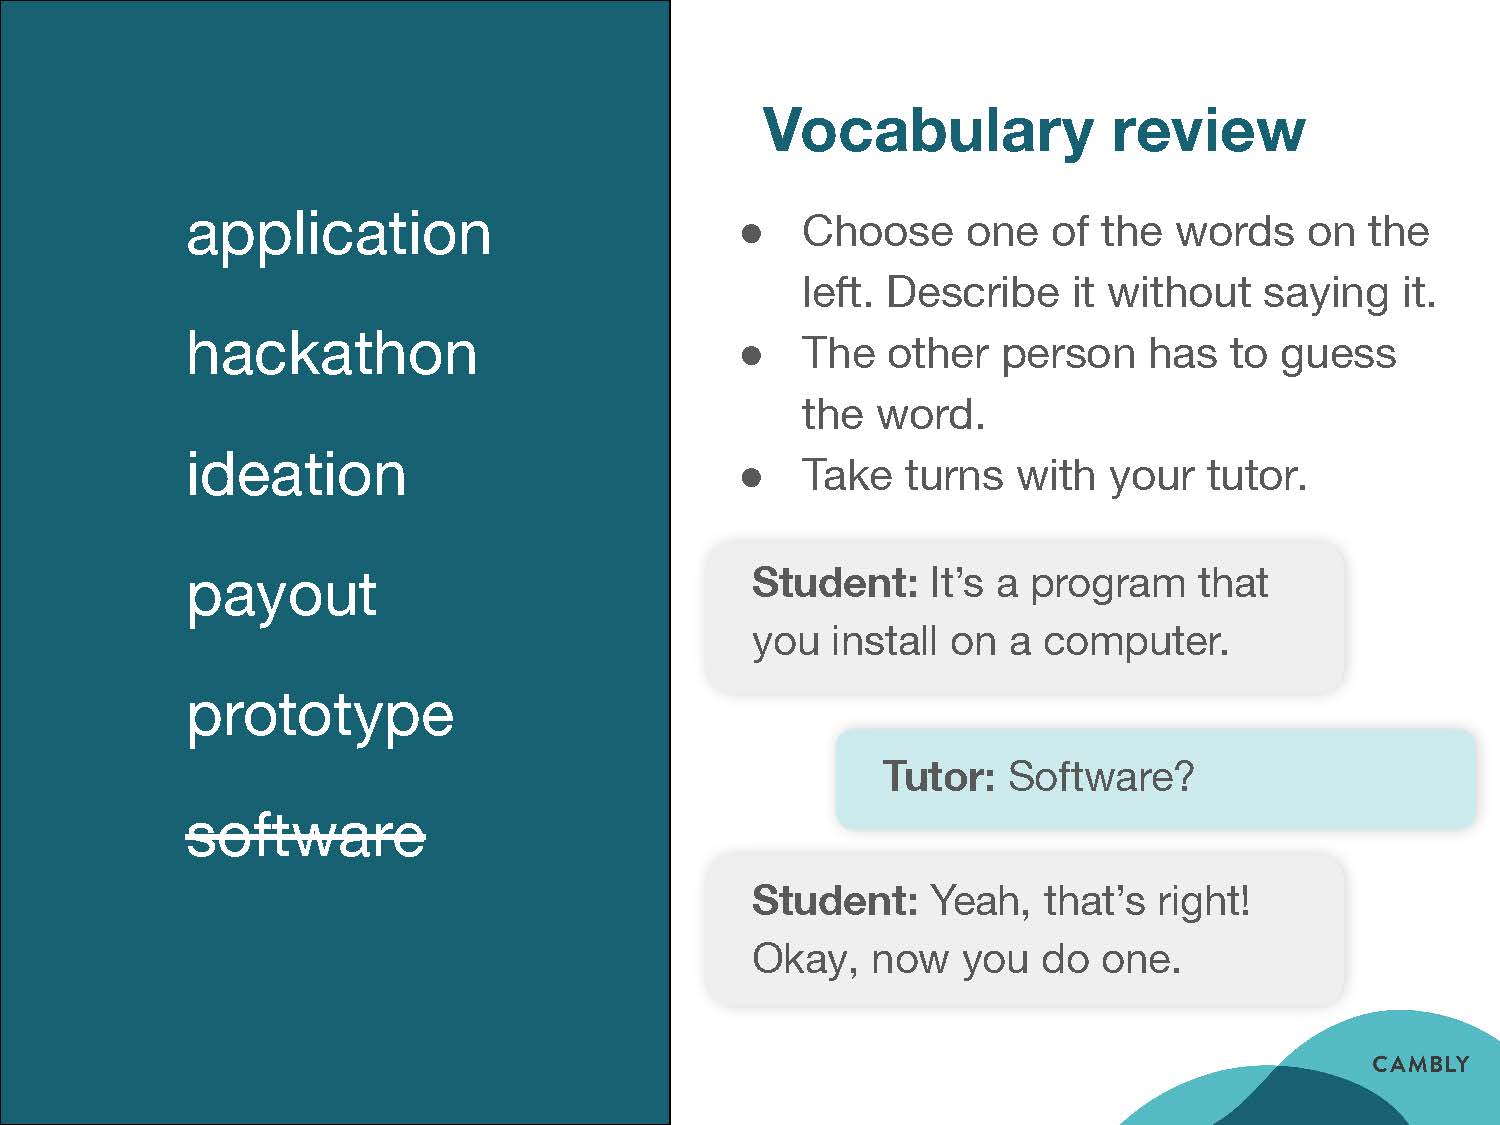 application
hackathon
ideation
payout
prototype
software
Vocabulary review
● Choose one of the words on the
left. Describe it without saying it.
● The other person has to guess
the word.
● Take turns with your tutor.
Student: It’s a program that
you install on a computer.
Tutor: Software?
Student: Yeah, that’s right!
Okay, now you do one.
CAMBLY